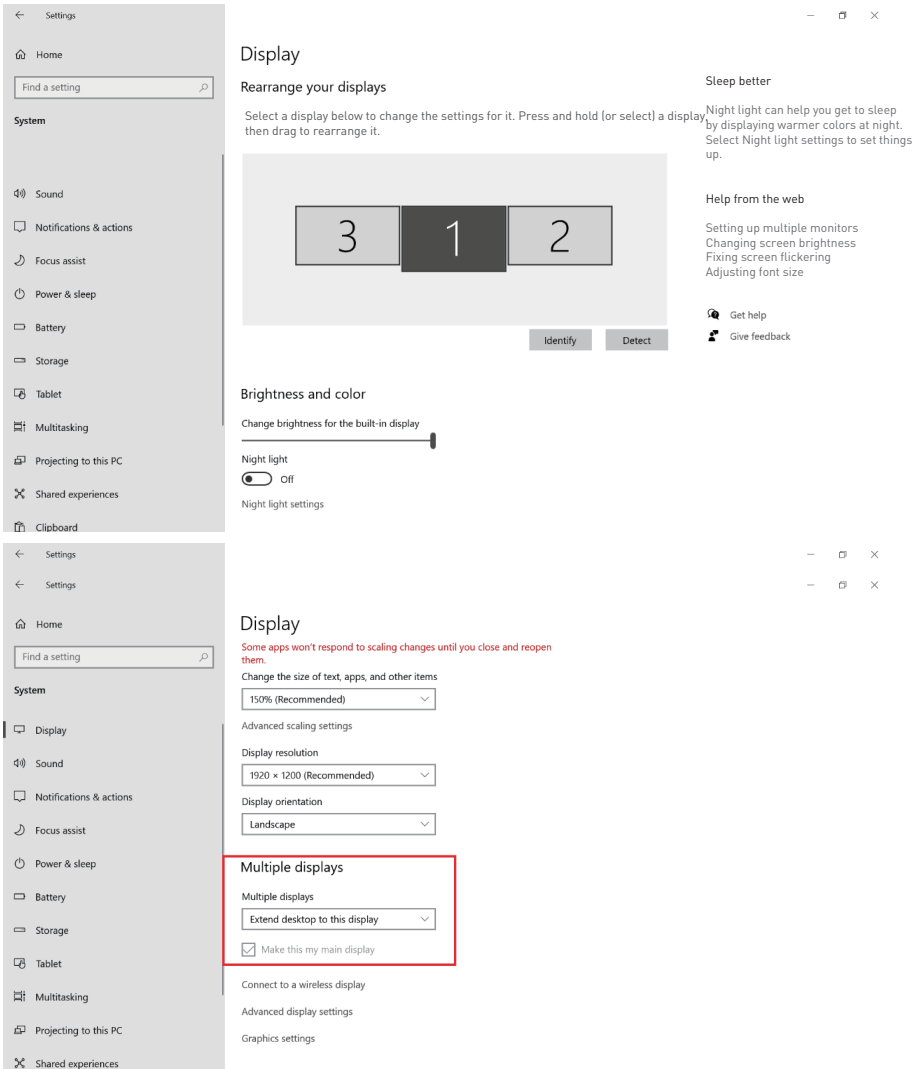 Settings
Home
Find a setting
System
Sound
Notifications & actions
Focus assist
Power & sleep
Battery
Storage
Tablet
Multitasking
Projecting to this PC
Shared experiences
Clipboard
Display
Rearrange your displays
Select a display below to change the settings for it. Press and hold (or select) a display,
then drag to rearrange it.
3 1 2
Identify Detect
Brightness and color
Change brightness for the built-in display
Night light
Off
Night light settings
Sleep better
Night light can help you get to sleep
by displaying warmer colors at night.
Select Night light settings to set things
up.
Help from the web
Setting up multiple monitors
Changing screen brightness
Fixing screen flickering
Adjusting font size
Get help
Give feedback
Settings
Settings
Home
Find a setting
System
Display
Sound
Notifications & actions
Focus assist
Power & sleep
Battery
Storage
Tablet
Multitasking
Projecting to this PC
Shared experiences
Display
Some apps won't respond to scaling changes until you close and reopen
them.
Change the size of text, apps, and other items
150% (Recommended)
Advanced scaling settings
Display resolution
1920 × 1200 (Recommended)
Display orientation
Landscape
Multiple displays
Multiple displays
Extend desktop to this display
Make this my main display
Connect to a wireless display
Advanced display settings
Graphics settings